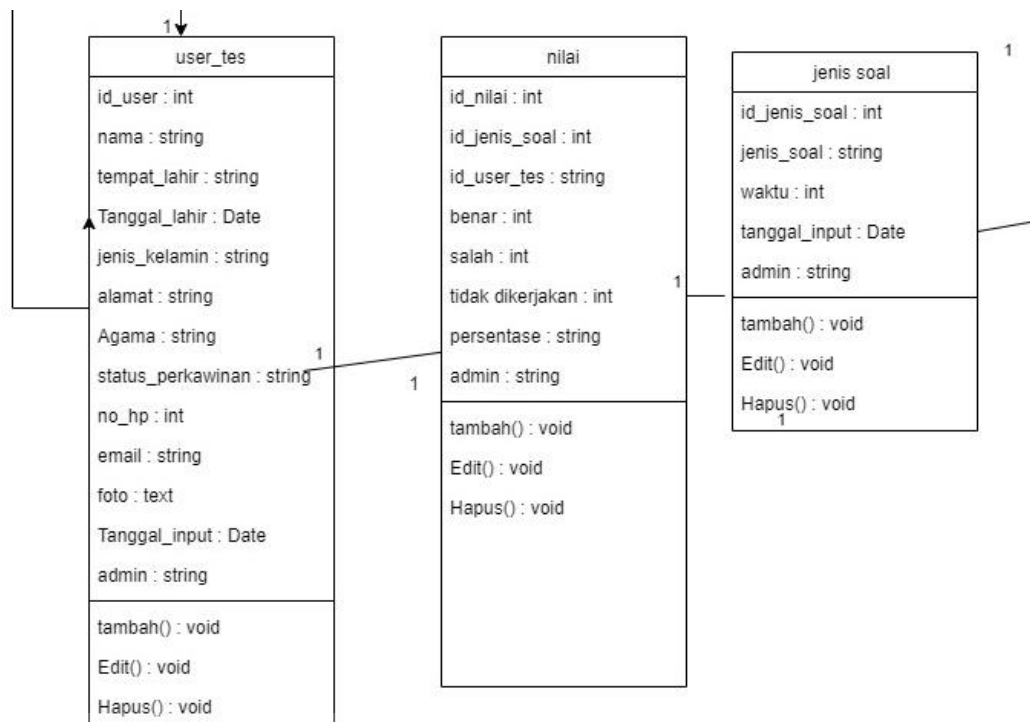 1
user_tes
id_user : int
nama : string
tempat_lahir : string
Tanggal_lahir : Date
jenis_kelamin : string
alamat : string
Agama : string
status_perkawinan : string
no_hp : int
email : string
foto : text
Tanggal_input : Date
admin : string
tambah() : void
Edit() : void
Hapus() : void
1
1
nilai
id_nilai : int
id_jenis_soal : int
id_user_tes : string
benar : int
salah : int
tidak dikerjakan : int
persentase : string
admin : string
tambah() : void
Edit() : void
Hapus() : void
1
jenis soal
id_jenis_soal : int
jenis_soal : string
waktu : int
tanggal_input : Date
admin : string
tambah() : void
Edit() : void
Hapus() : void
1
1